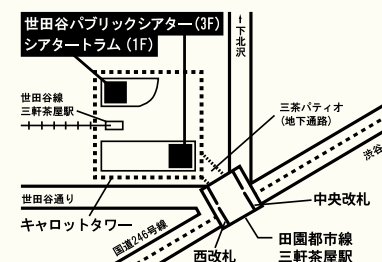 世田谷パブリックシアター(3F)
シアタートラム(1F)
↑下北沢
世田谷線
三軒茶屋駅
三茶パティオ
(地下通路)
渋谷
世田谷通り
中央改札
キャロットタワー
国道246号線
西改札
田園都市線
三軒茶屋駅